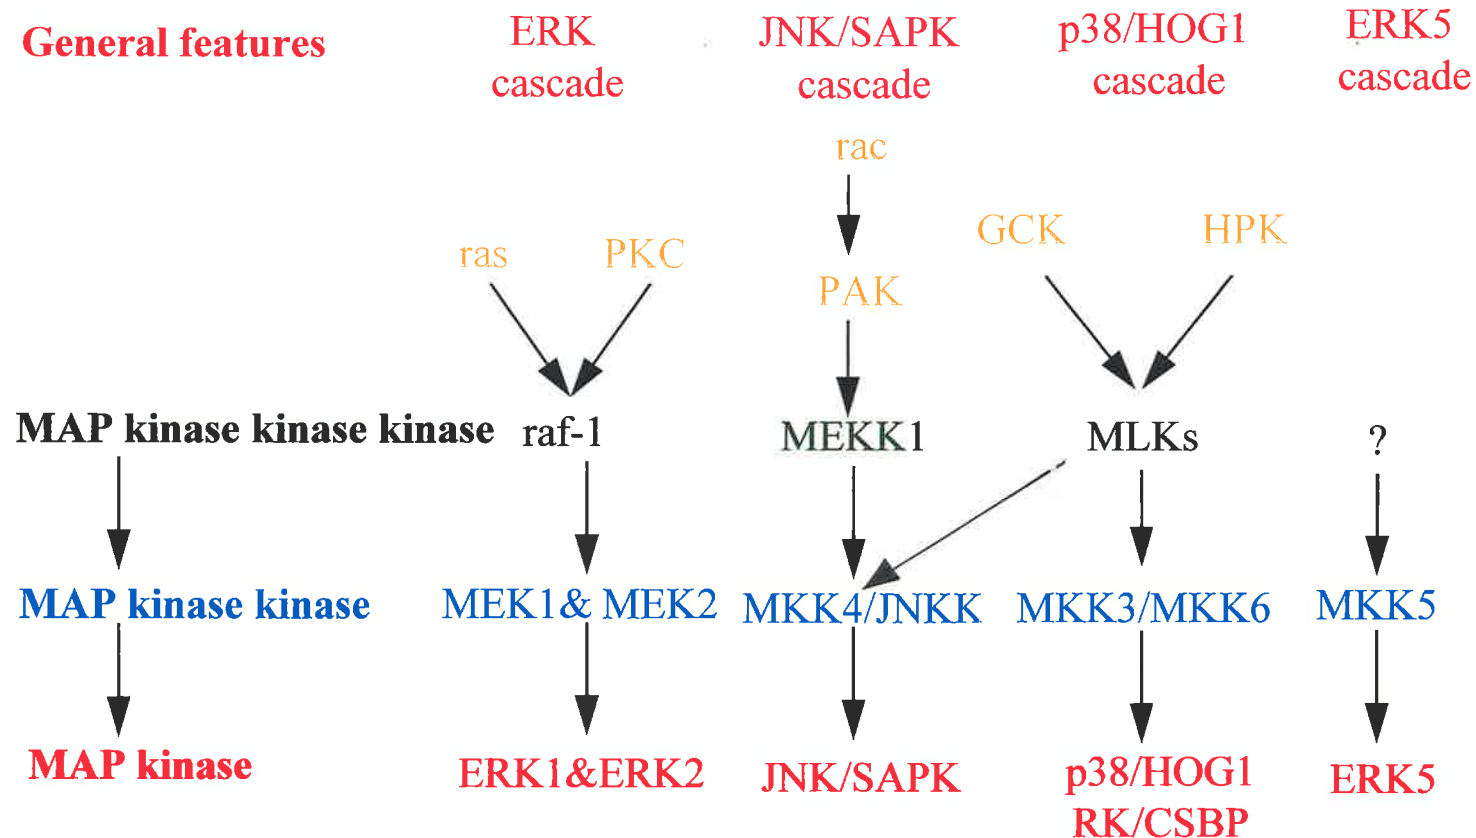 General features
ERK
cascade
JNK/SAPK
cascade
p38/HOG1
cascade
ERK5
cascade
rac
GCK
HPK
ras
PKC
PAK
MAP kinase kinase kinase
raf-1
MEKK1
MLKs
?
MAP kinase kinase
MEK1& MEK2
MKK4/JNKK
MKK3/MKK6
MKK5
MAP kinase
ERK1&ERK2
JNK/SAPK
p38/HOG1
RK/CSBP
ERK5